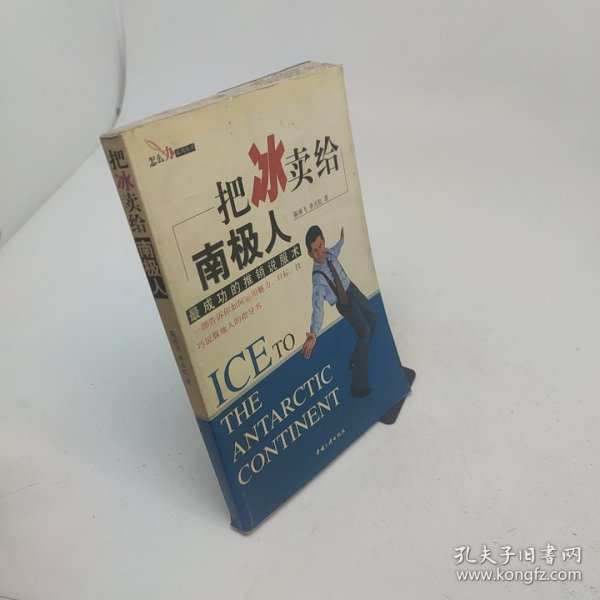 把冰卖给
南极人
著
最成功的推销说服术
一部告诉你如何运用魅力、目标、技
巧说服他人的指导书
ICE TO
THE
ANTARCTIC
CONTINENT
把冰卖给
南极人
著
孔夫子旧书网
www.kongfz.com